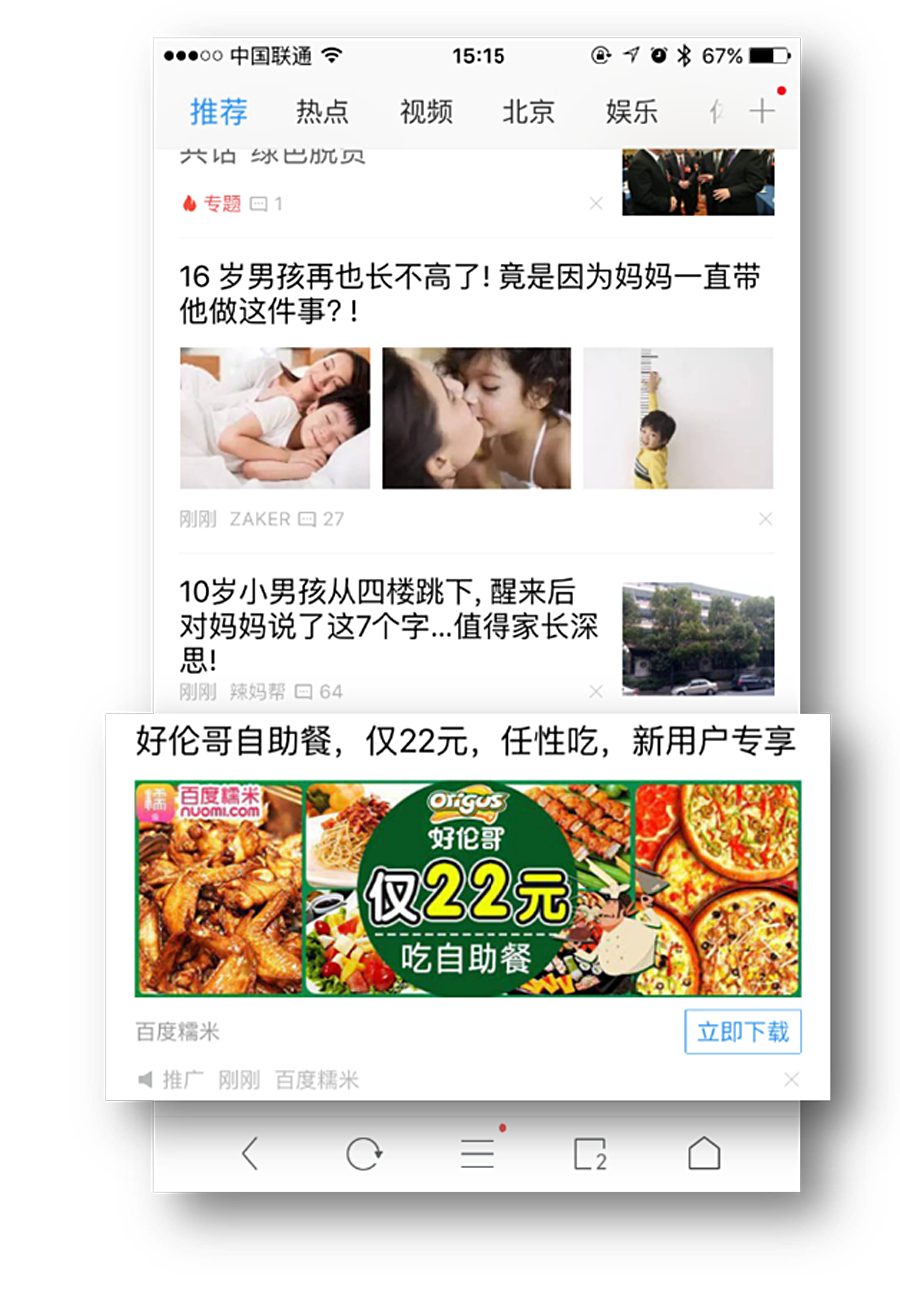 中国联通 15:15 67%
推荐 热点 视频 北京 娱乐
共话 绿色脱贫
专题 1
16 岁男孩再也长不高了! 竟是因为妈妈一直带
他做这件事? !
刚刚 ZAKER 27
10岁小男孩从四楼跳下, 醒来后
对妈妈说了这7个字...值得家长深
思!
刚刚 辣妈帮 64
好伦哥自助餐，仅22元，任性吃，新用户专享
糯 百度糯米
nuomi.com
Origus
好伦哥
仅22元
吃自助餐
百度糯米
立即下载
推广 刚刚 百度糯米
2